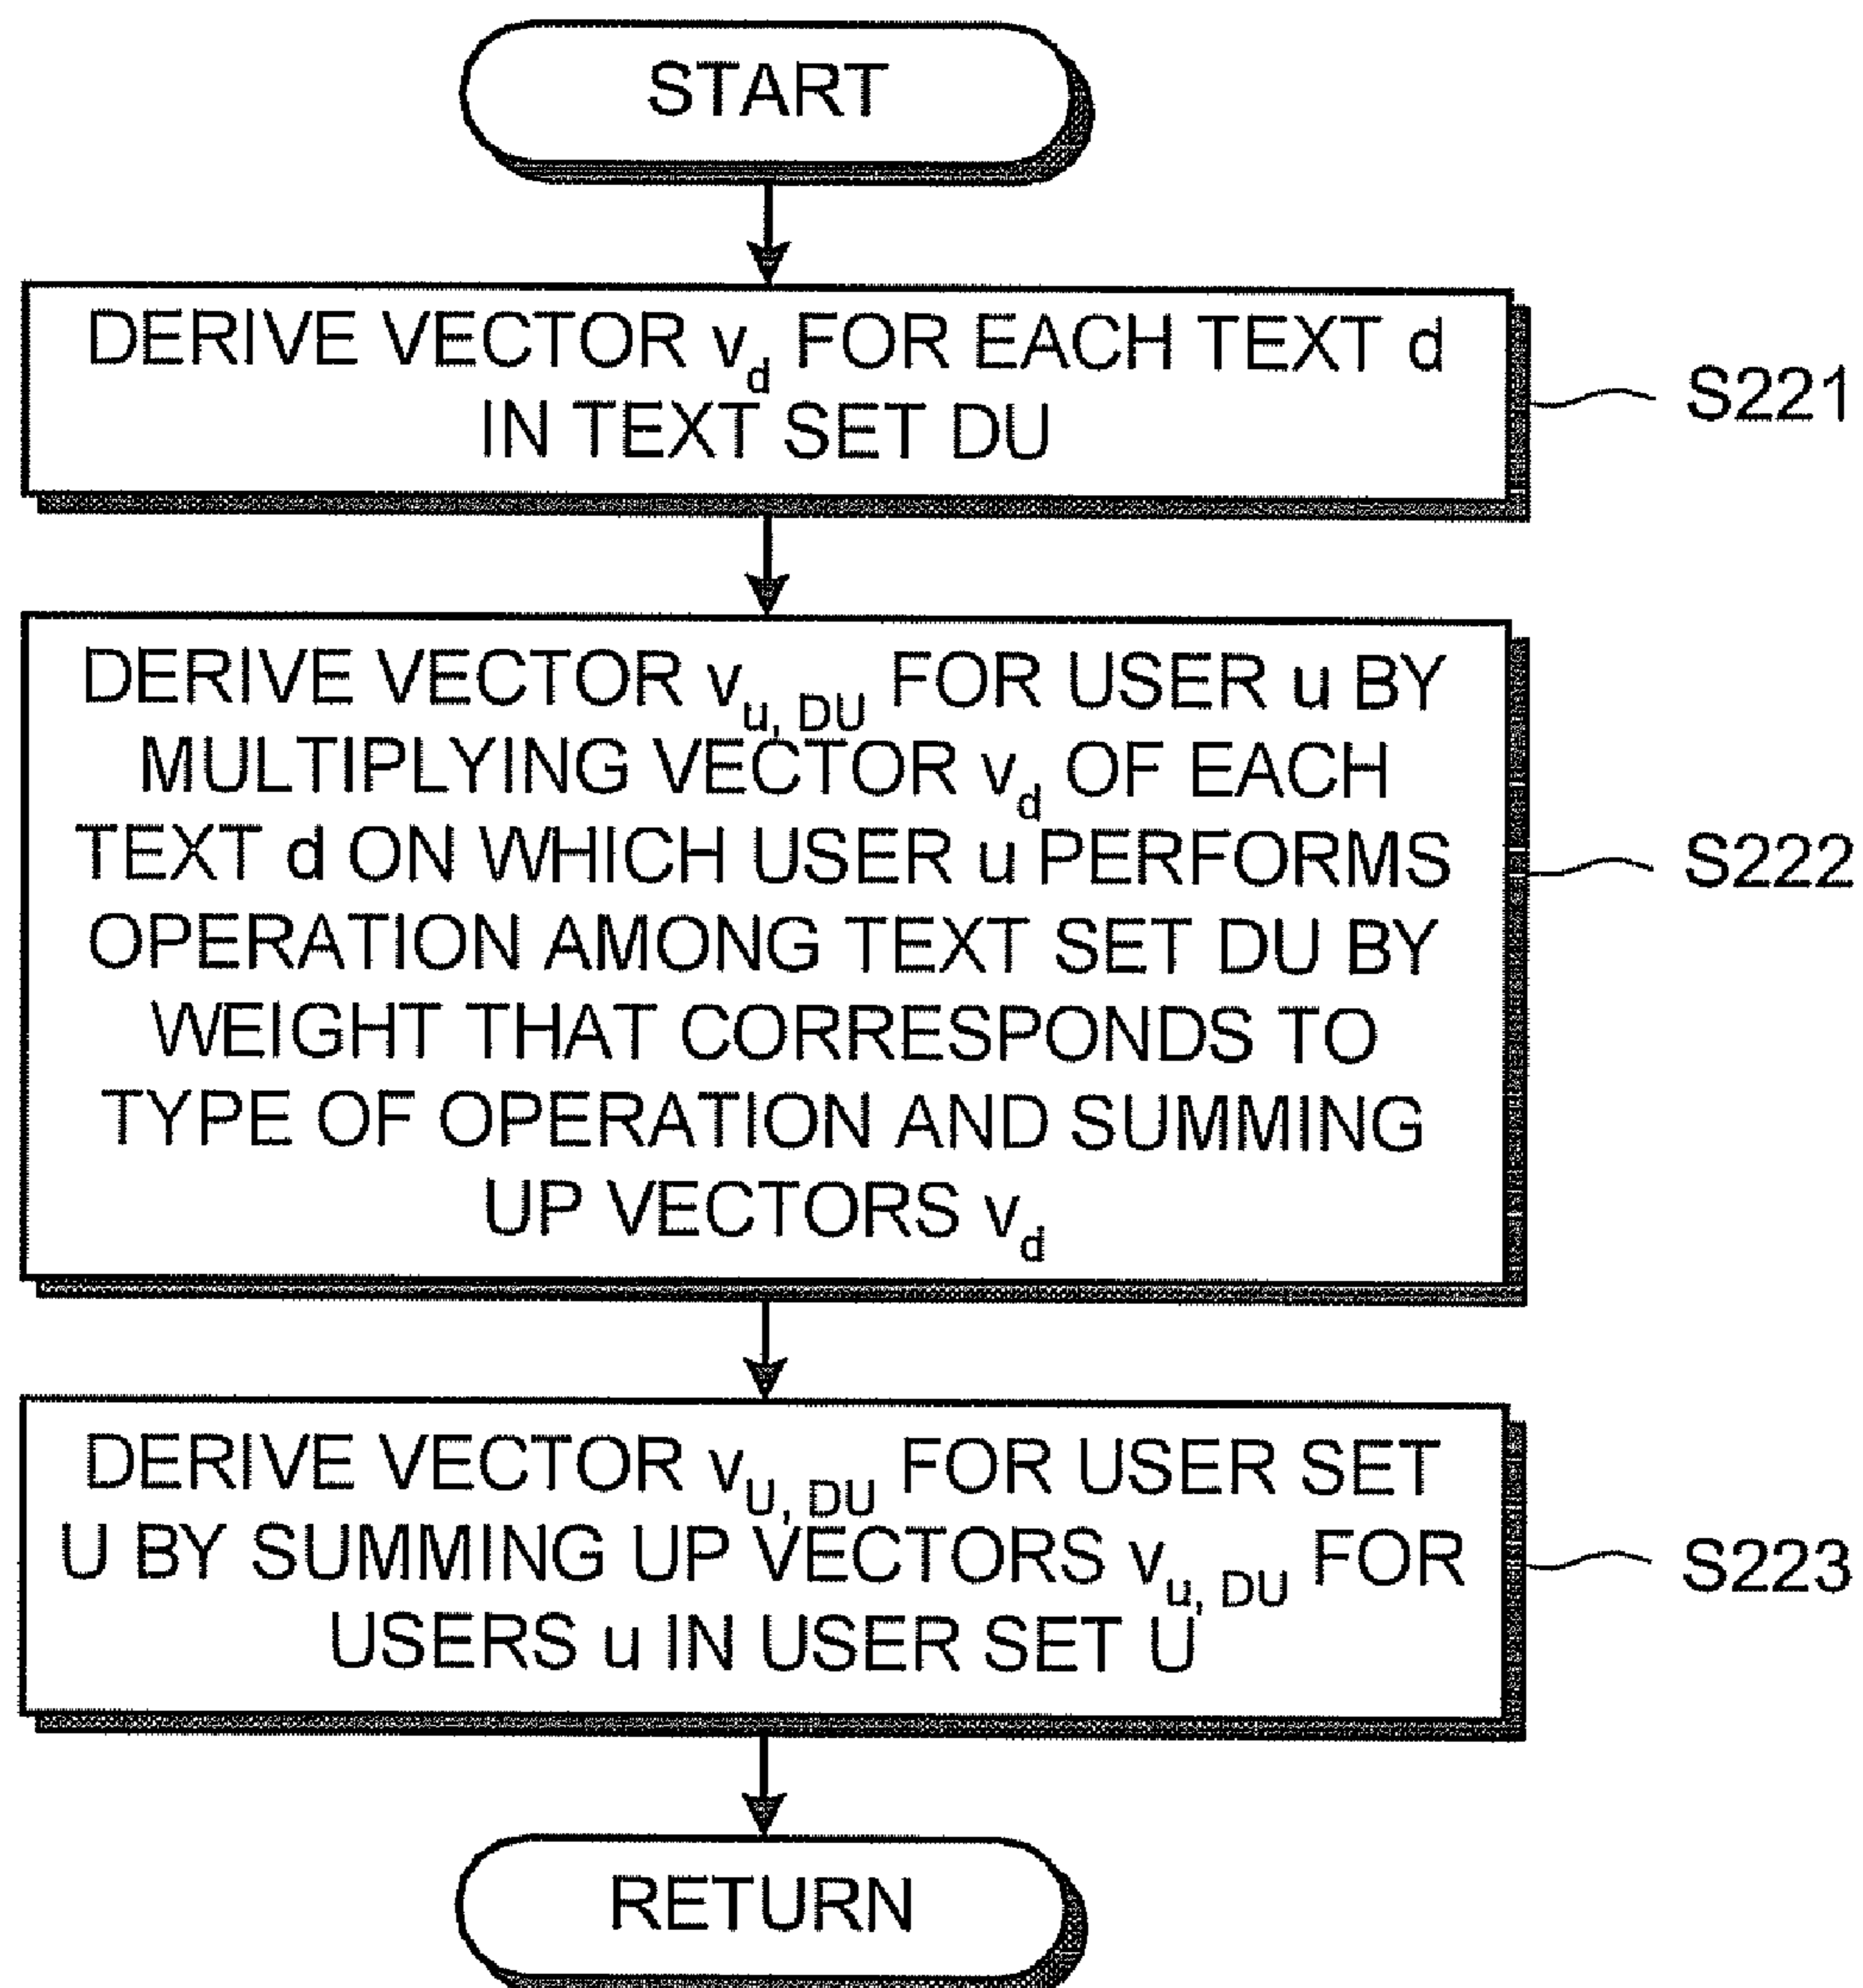 START
DERIVE VECTOR v_d FOR EACH TEXT d
IN TEXT SET DU
S221
DERIVE VECTOR v_u, DU FOR USER u BY
MULTIPLYING VECTOR v_d OF EACH
TEXT d ON WHICH USER u PERFORMS
OPERATION AMONG TEXT SET DU BY
WEIGHT THAT CORRESPONDS TO
TYPE OF OPERATION AND SUMMING
UP VECTORS v_d
S222
DERIVE VECTOR v_U, DU FOR USER SET
U BY SUMMING UP VECTORS v_u, DU FOR
USERS u IN USER SET U
S223
RETURN